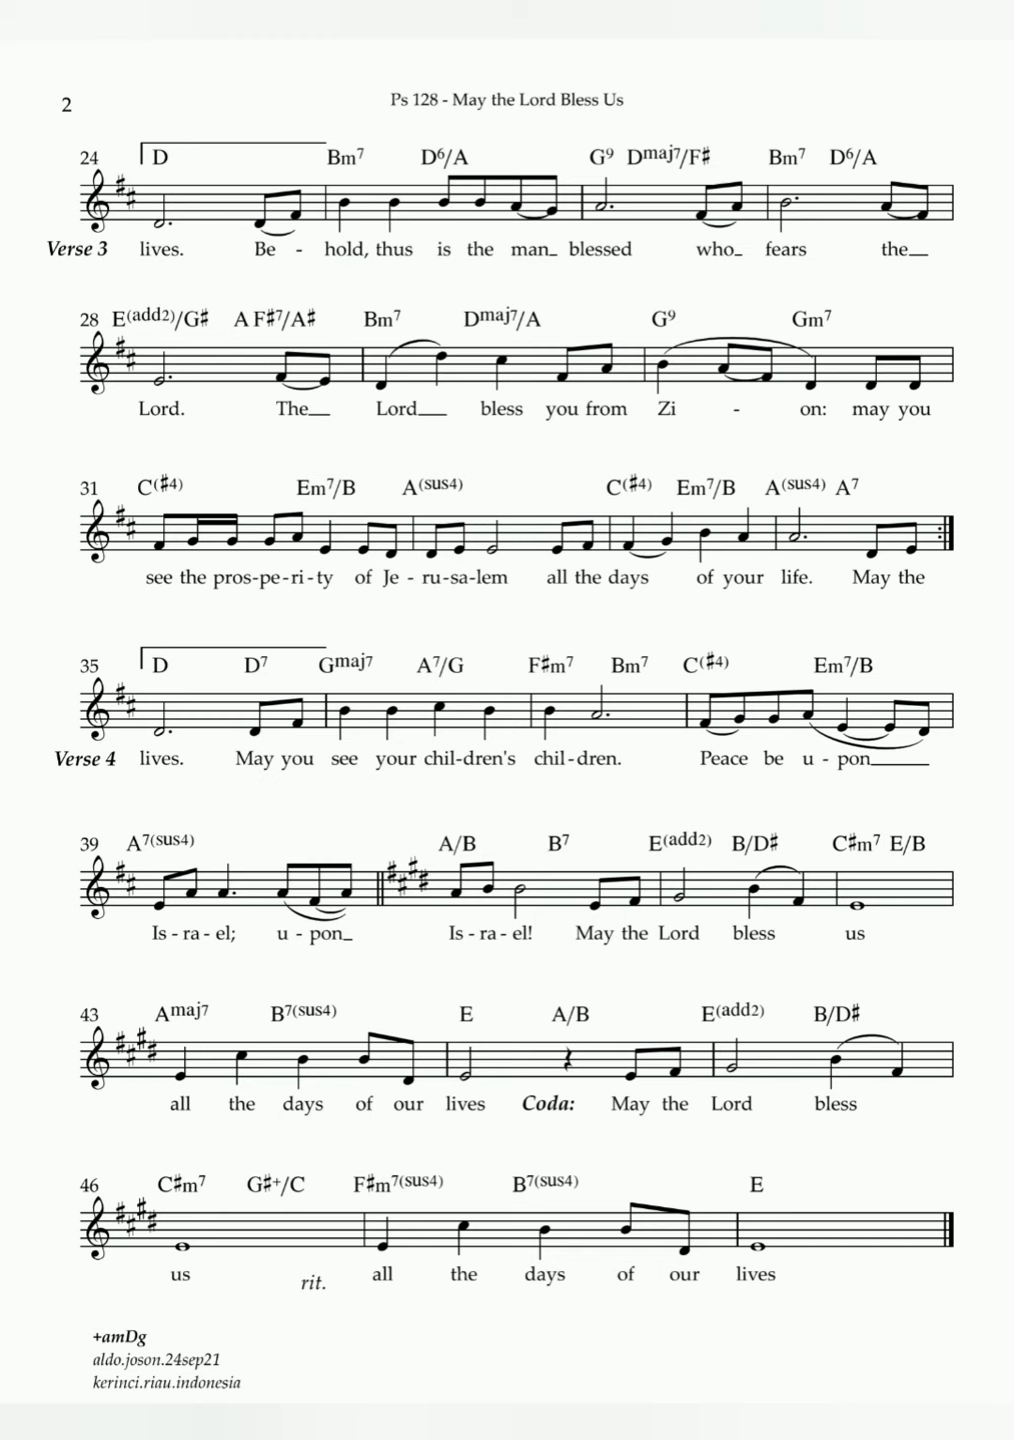 2
Ps 128 - May the Lord Bless Us
24 D Bm7 D6/A G9 Dmaj7/F♯ Bm7 D6/A
Verse 3 lives. Be - hold, thus is the man_ blessed who_ fears the__
28 E(add2)/G♯ A F♯7/A♯ Bm7 Dmaj7/A G9 Gm7
Lord. The__ Lord___ bless you from Zi - on: may you
31 C(♯4) Em7/B A(sus4) C(♯4) Em7/B A(sus4) A7
see the pros-pe-ri-ty of Je - ru-sa-lem all the days of your life. May the
35 D D7 Gmaj7 A7/G F♯m7 Bm7 C(♯4) Em7/B
Verse 4 lives. May you see your chil-dren's chil-dren. Peace be u - pon_____
39 A7(sus4) A/B B7 E(add2) B/D♯ C♯m7 E/B
Is - ra - el; u - pon_ Is - ra - el! May the Lord bless us
43 Amaj7 B7(sus4) E A/B E(add2) B/D♯
all the days of our lives Coda: May the Lord bless
46 C♯m7 G♯+/C F♯m7(sus4) B7(sus4) E
us rit. all the days of our lives
+amDg
aldo.joson.24sep21
kerinci.riau.indonesia